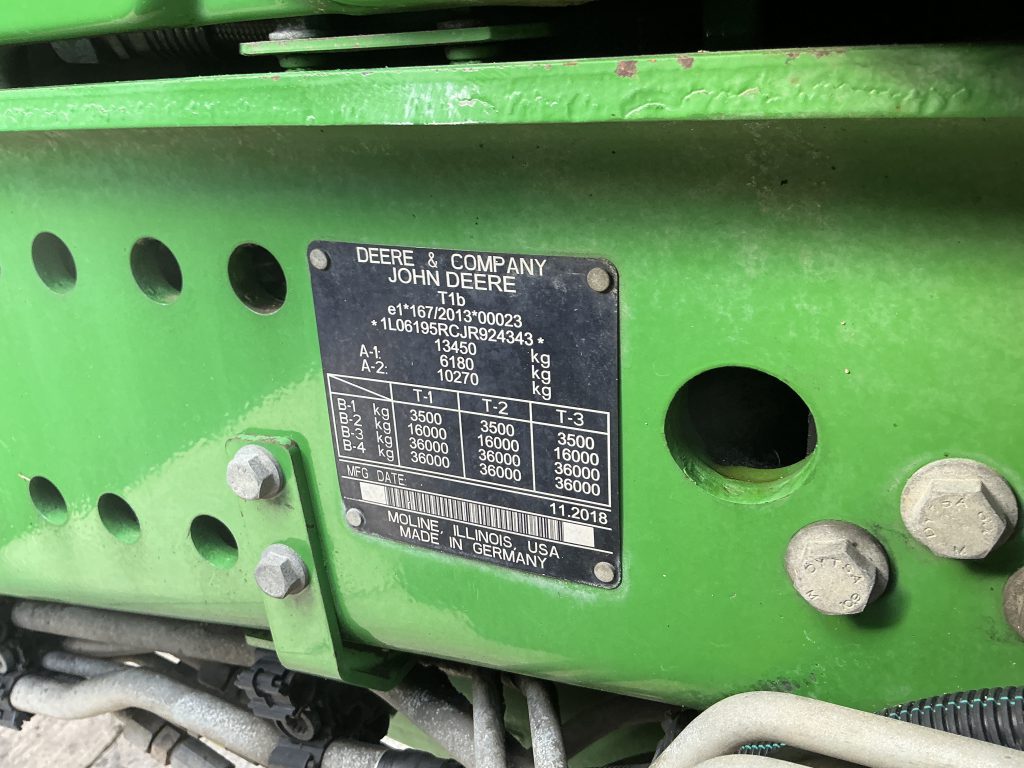 DEERE & COMPANY
JOHN DEERE
T1b
e1*167/2013*00023
*1L06195RCJR924343*
13450 kg
A-1: 6180 kg
A-2: 10270 kg
T-1 T-2 T-3
B-1 kg 3500 3500 3500
B-2 kg 16000 16000 16000
B-3 kg 36000 36000 36000
B-4 kg 36000 36000 36000
MFG DATE:
11.2018
MOLINE, ILLINOIS, USA
MADE IN GERMANY